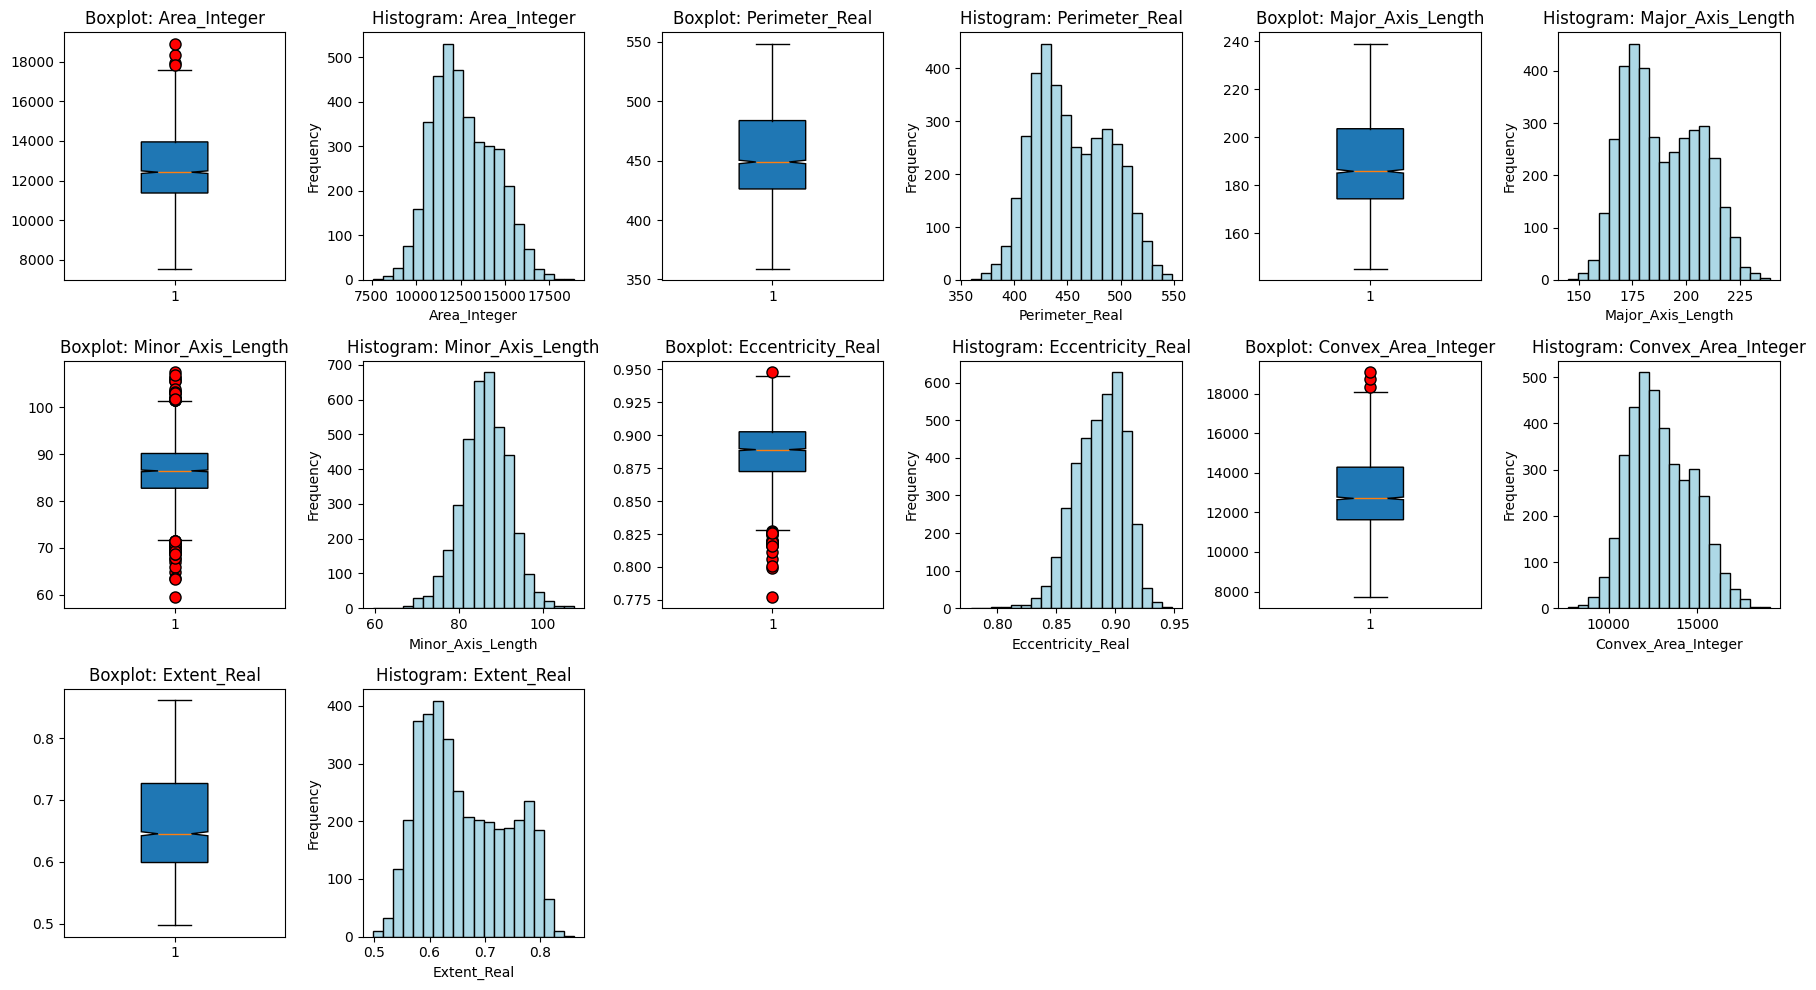 Boxplot: Area_Integer
18000
16000
14000
12000
10000
8000
1
Histogram: Area_Integer
Frequency
500
400
300
200
100
0
7500 10000 12500 15000 17500
Area_Integer
Boxplot: Perimeter_Real
550
500
450
400
350
1
Histogram: Perimeter_Real
Frequency
400
300
200
100
0
350 400 450 500 550
Perimeter_Real
Boxplot: Major_Axis_Length
240
220
200
180
160
1
Histogram: Major_Axis_Length
Frequency
400
300
200
100
0
150 175 200 225
Major_Axis_Length
Boxplot: Minor_Axis_Length
100
90
80
70
60
1
Histogram: Minor_Axis_Length
Frequency
700
600
500
400
300
200
100
0
60 80 100
Minor_Axis_Length
Boxplot: Eccentricity_Real
0.950
0.925
0.900
0.875
0.850
0.825
0.800
0.775
1
Histogram: Eccentricity_Real
Frequency
600
500
400
300
200
100
0
0.80 0.85 0.90 0.95
Eccentricity_Real
Boxplot: Convex_Area_Integer
18000
16000
14000
12000
10000
8000
1
Histogram: Convex_Area_Integer
Frequency
500
400
300
200
100
0
10000 15000
Convex_Area_Integer
Boxplot: Extent_Real
0.8
0.7
0.6
0.5
1
Histogram: Extent_Real
Frequency
400
300
200
100
0
0.5 0.6 0.7 0.8
Extent_Real